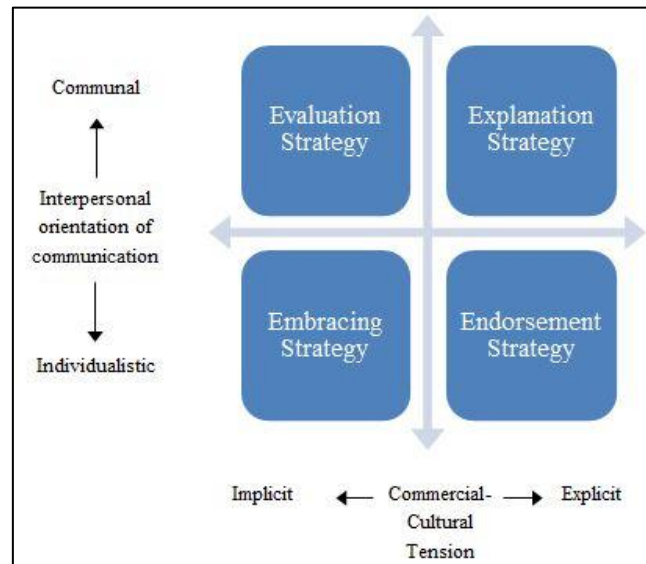 Communal
Interpersonal
orientation of
communication
Individualistic
Evaluation
Strategy
Explanation
Strategy
Embracing
Strategy
Endorsement
Strategy
Implicit
Commercial-
Cultural
Tension
Explicit